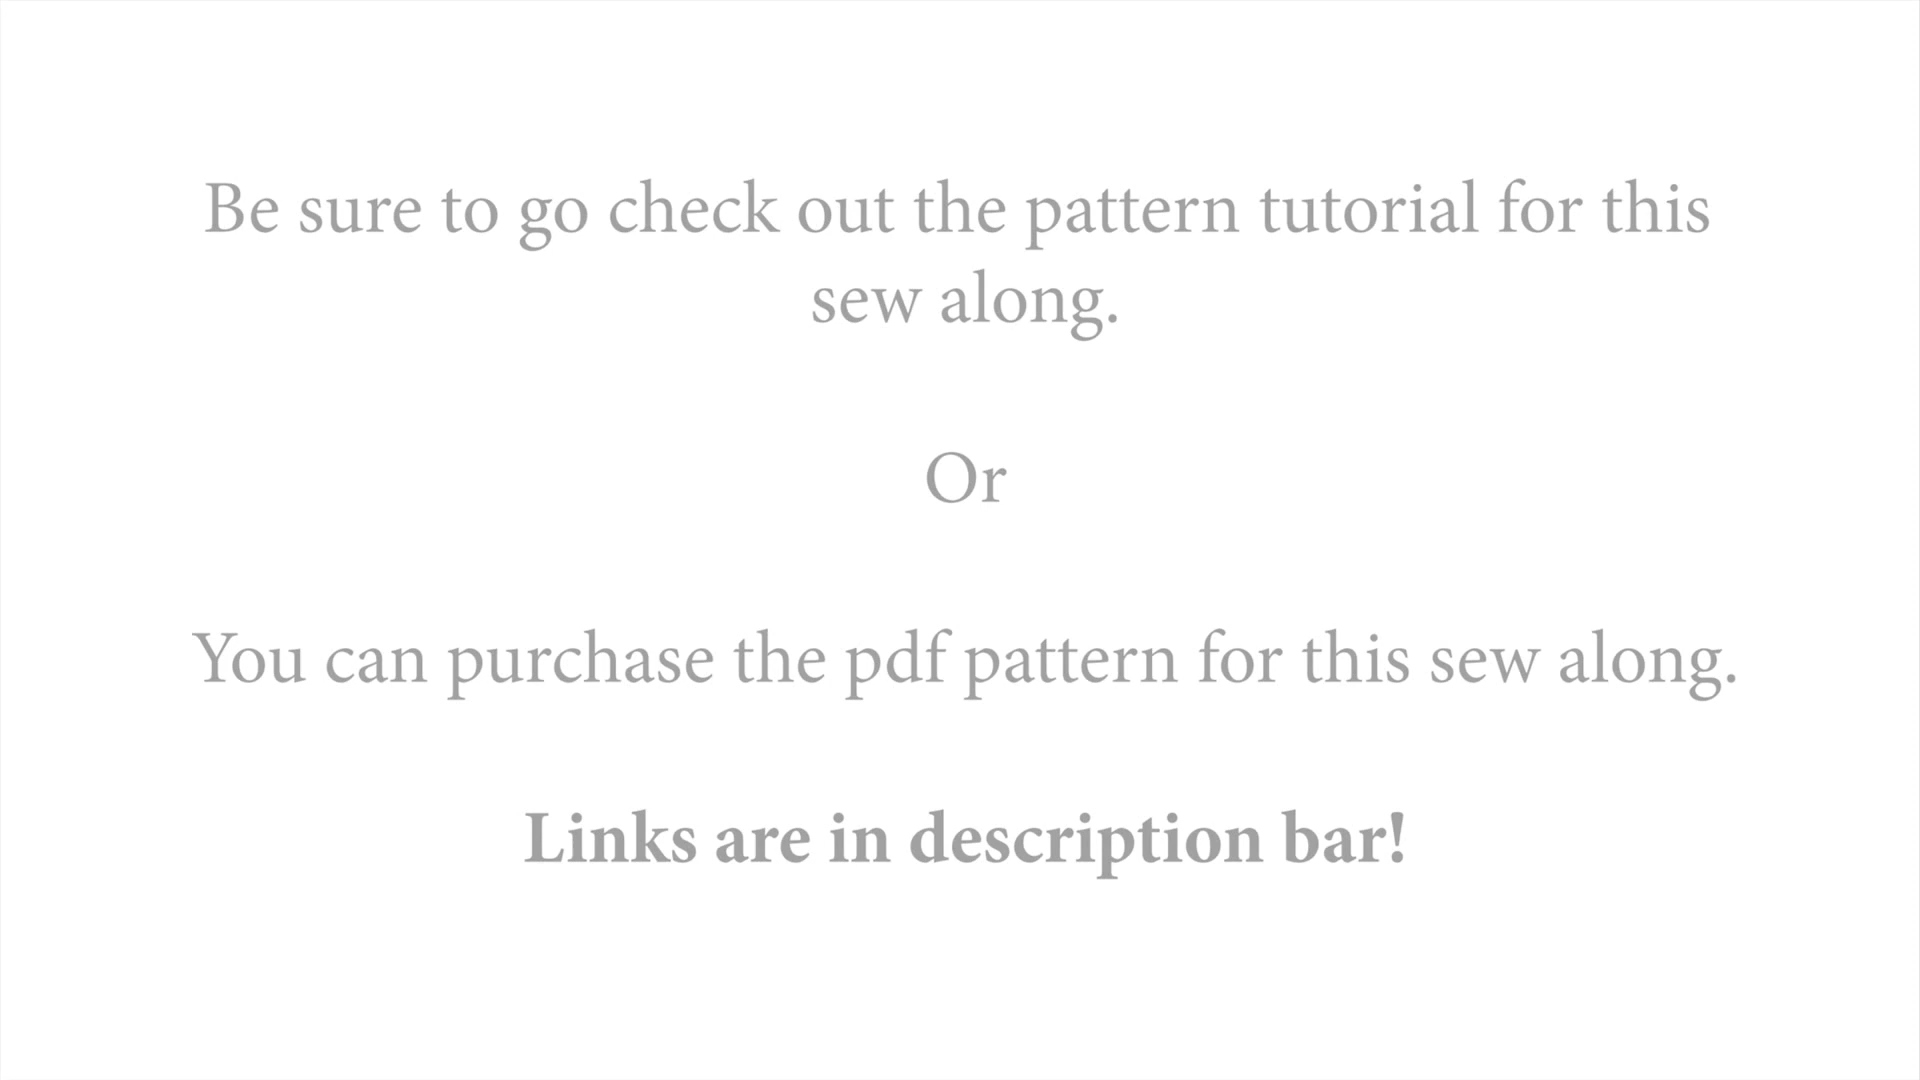 Be sure to go check out the pattern tutorial for this
sew along.
Or
You can purchase the pdf pattern for this sew along.
Links are in description bar!